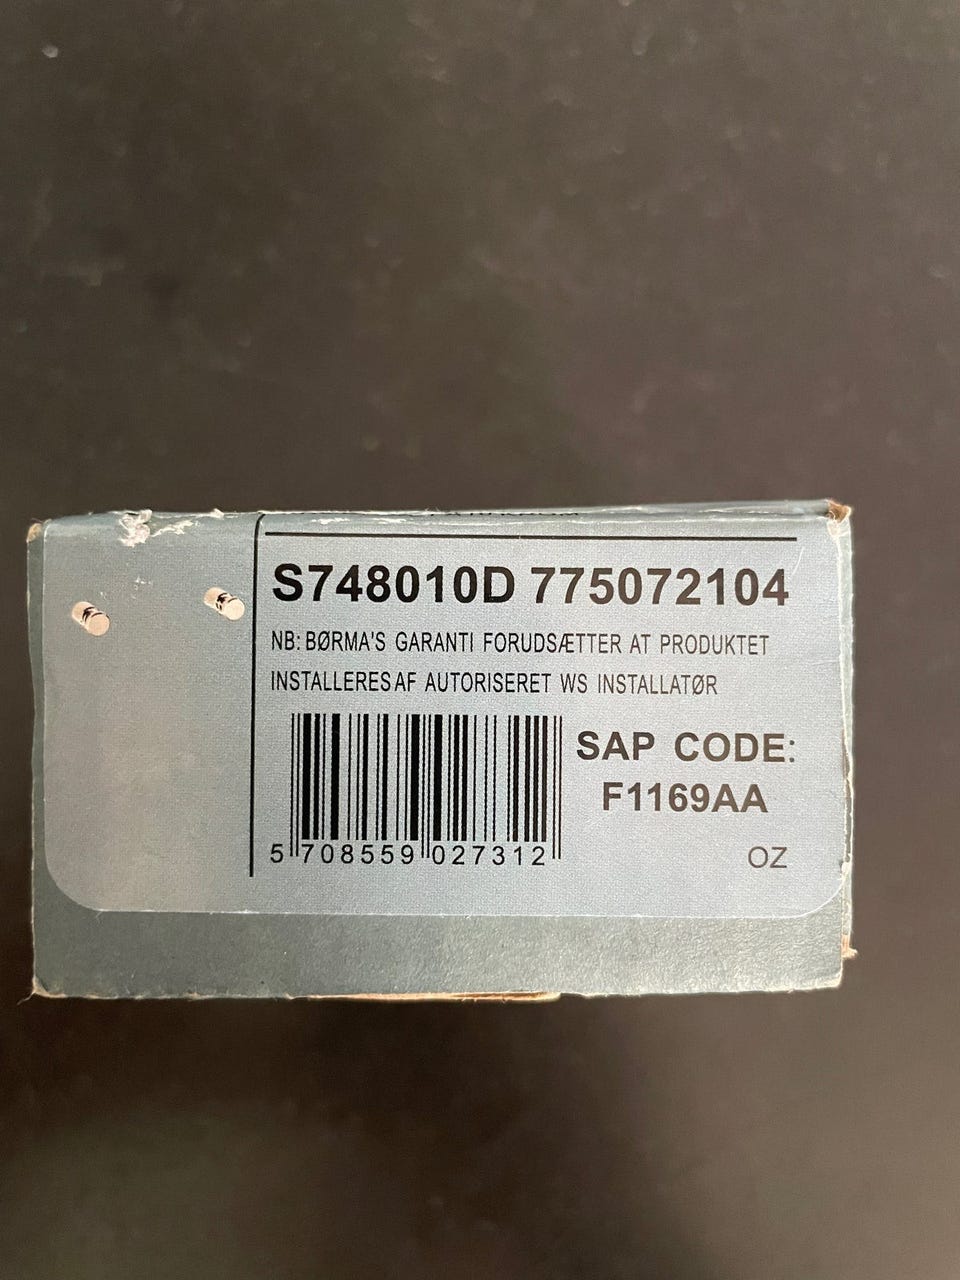 S748010D 775072104
NB: BØRMA'S GARANTI FORUDSÆTTER AT PRODUKTET
INSTALLERES AF AUTORISERET WS INSTALLATØR
SAP CODE:
F1169AA
5 708559 027312
OZ